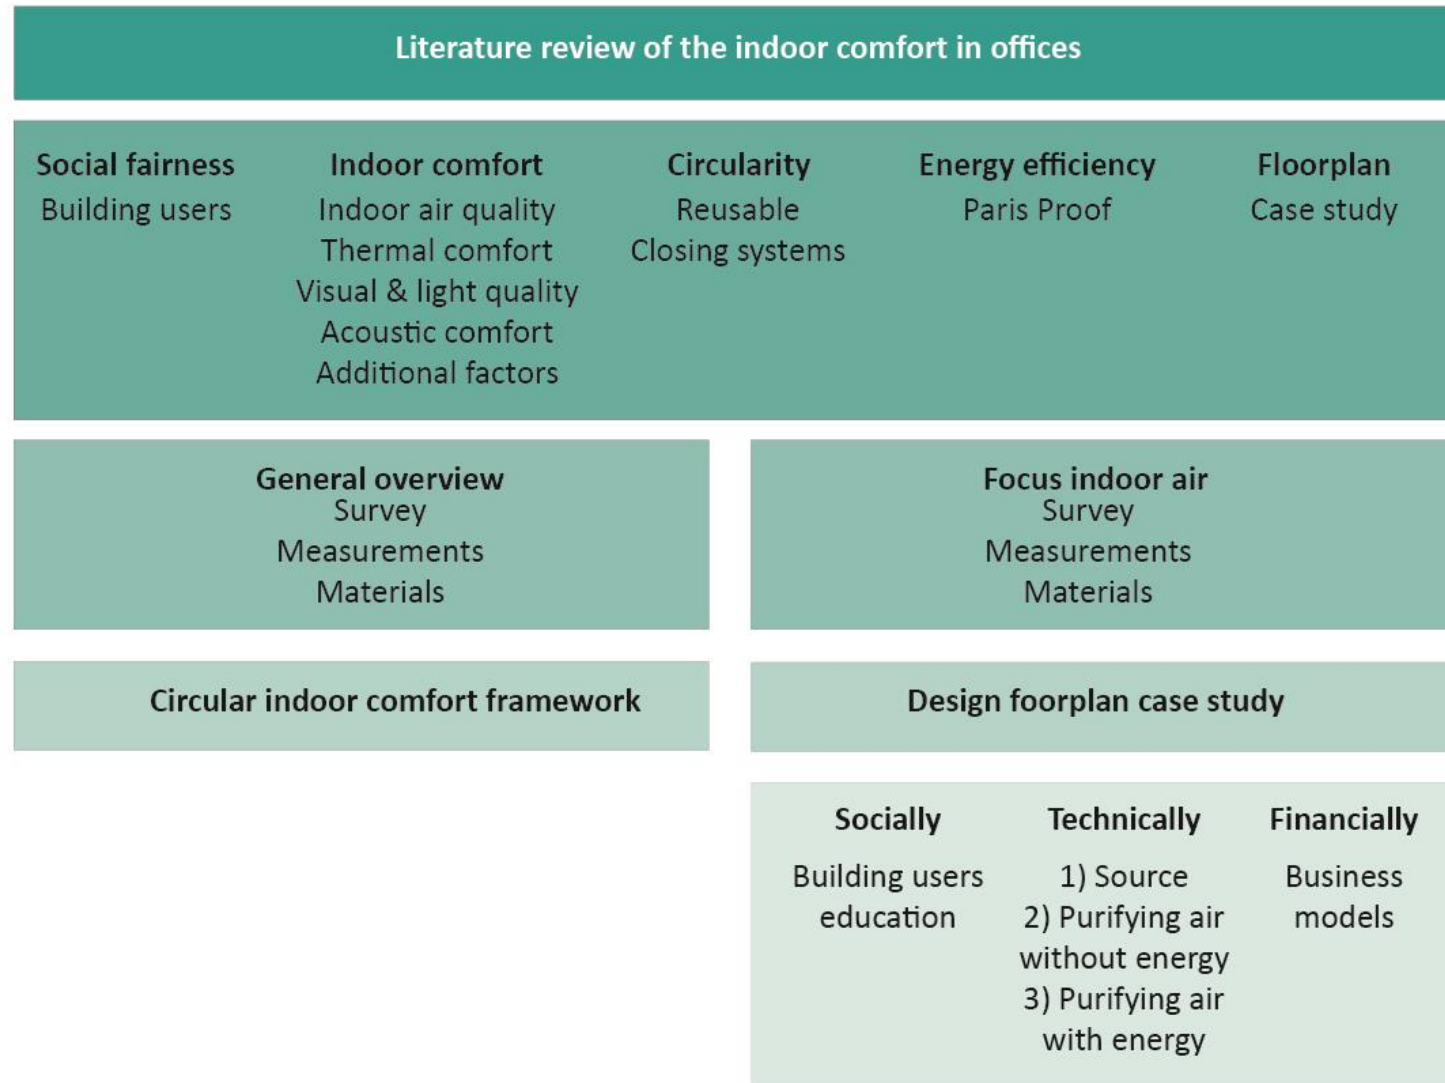 Literature review of the indoor comfort in offices
Social fairness
Building users
Indoor comfort
Indoor air quality
Thermal comfort
Visual & light quality
Acoustic comfort
Additional factors
Circularity
Reusable
Closing systems
Energy efficiency
Paris Proof
Floorplan
Case study
General overview
Survey
Measurements
Materials
Focus indoor air
Survey
Measurements
Materials
Circular indoor comfort framework
Design foorplan case study
Socially
Building users
education
Technically
1) Source
2) Purifying air
without energy
3) Purifying air
with energy
Financially
Business
models